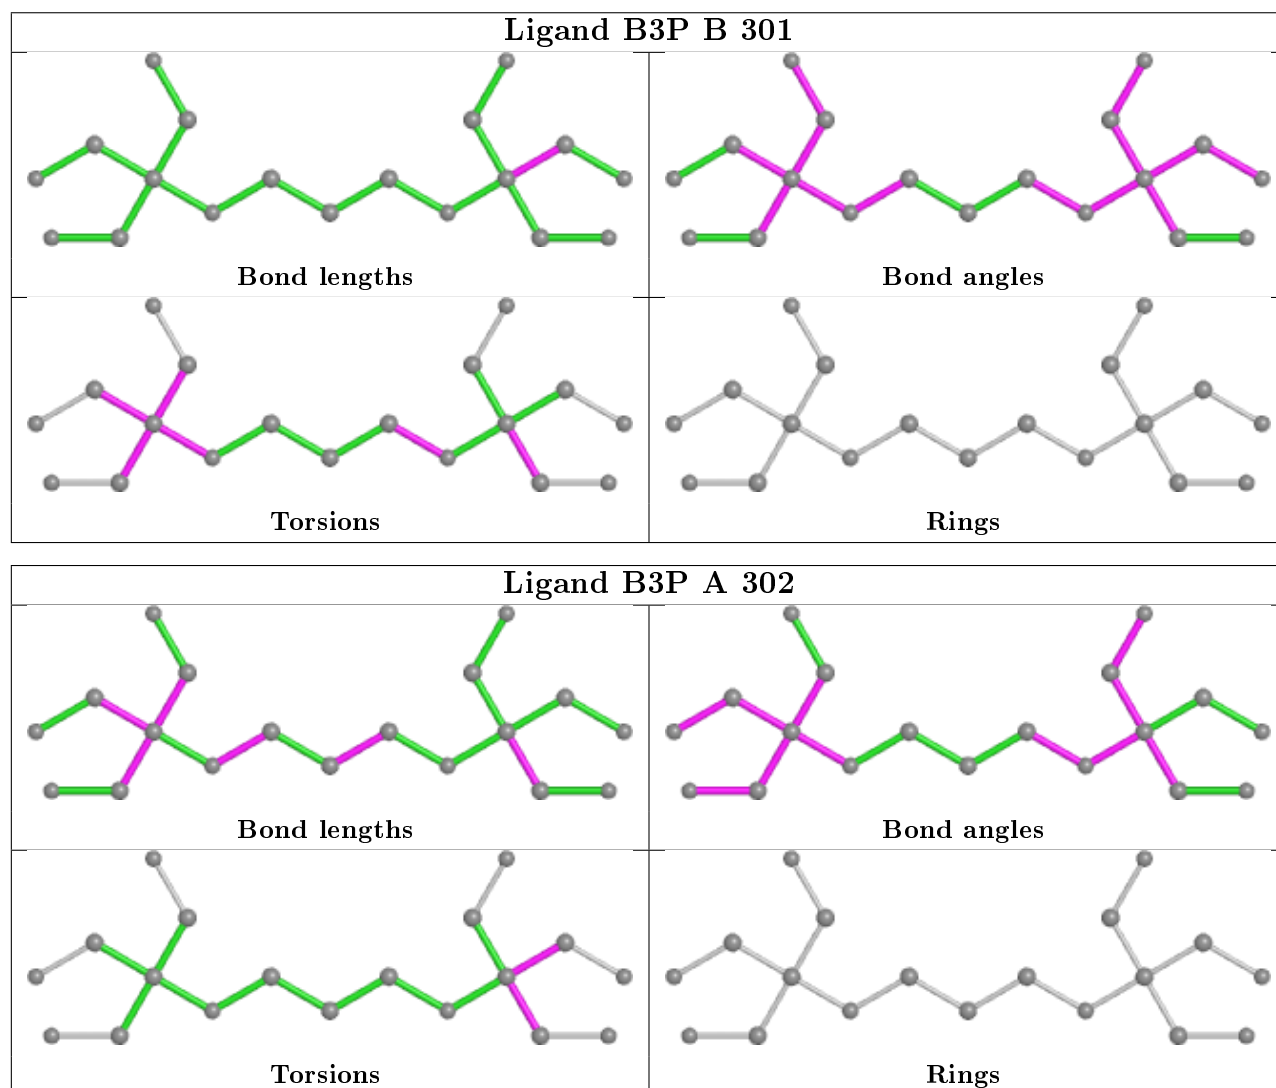 Ligand B3P B 301
Bond lengths
Bond angles
Torsions
Rings
Ligand B3P A 302
Bond lengths
Bond angles
Torsions
Rings